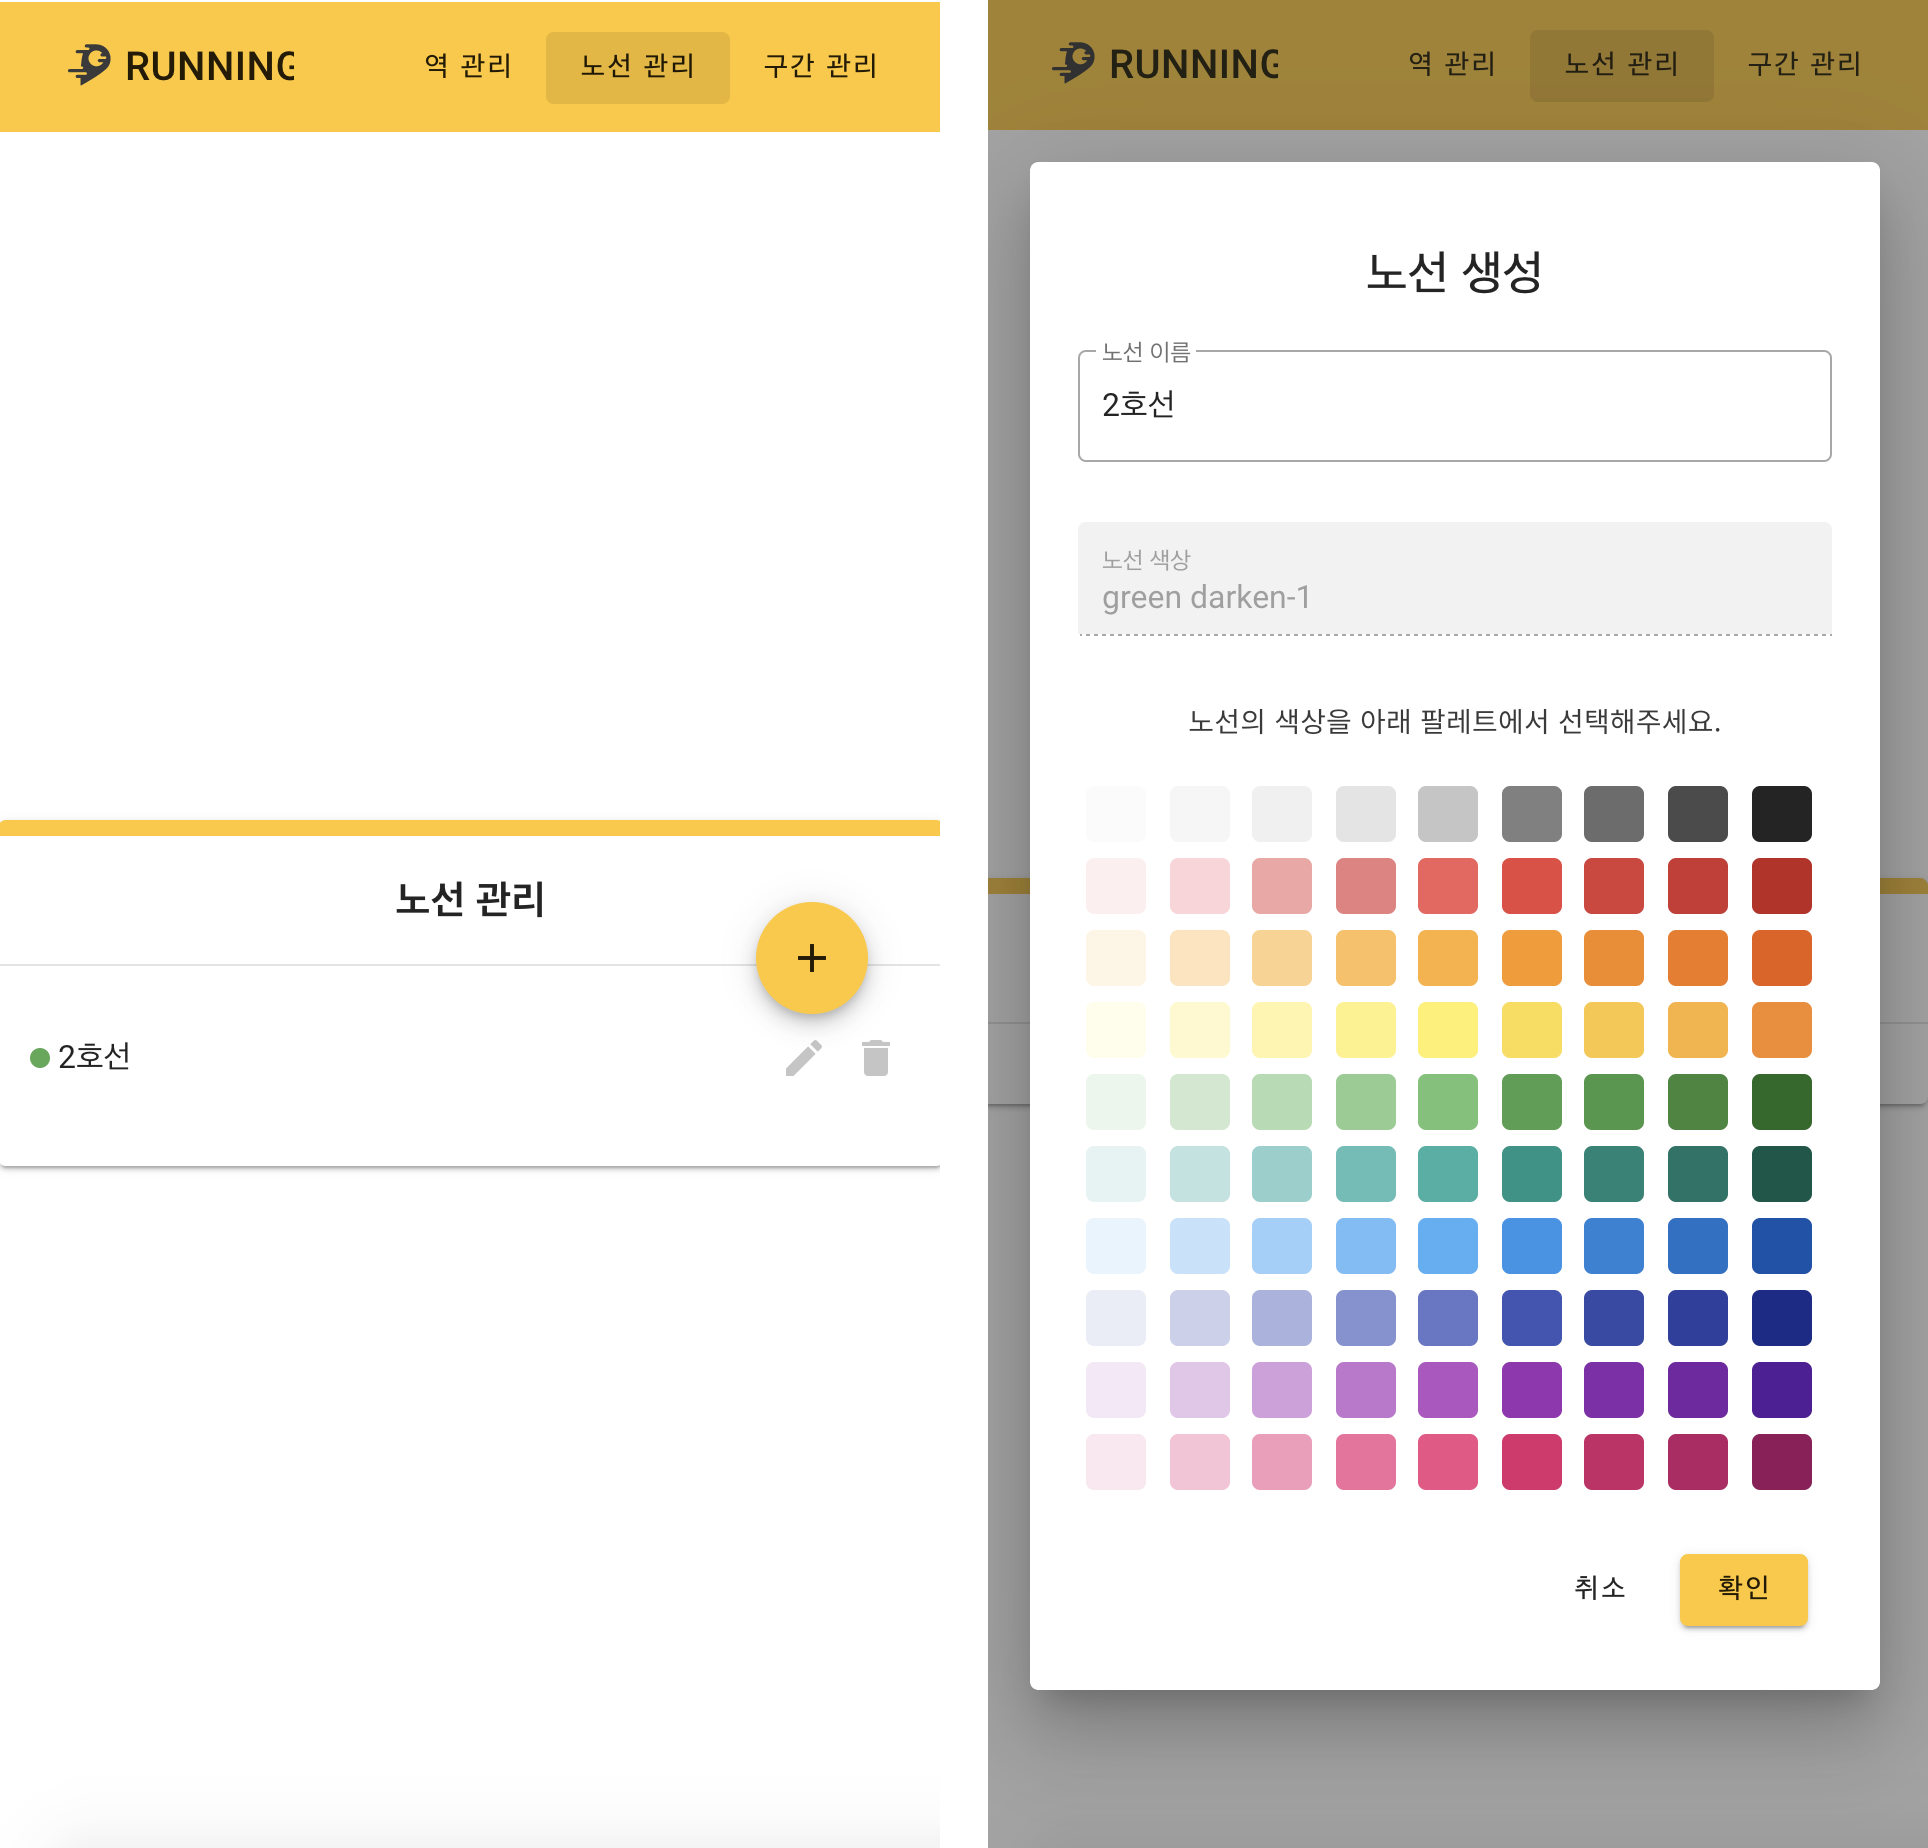 RUNNING
역 관리
노선 관리
구간 관리
노선 관리
2호선
RUNNING
역 관리
노선 관리
구간 관리
노선 생성
노선 이름
2호선
노선 색상
green darken-1
노선의 색상을 아래 팔레트에서 선택해주세요.
취소
확인